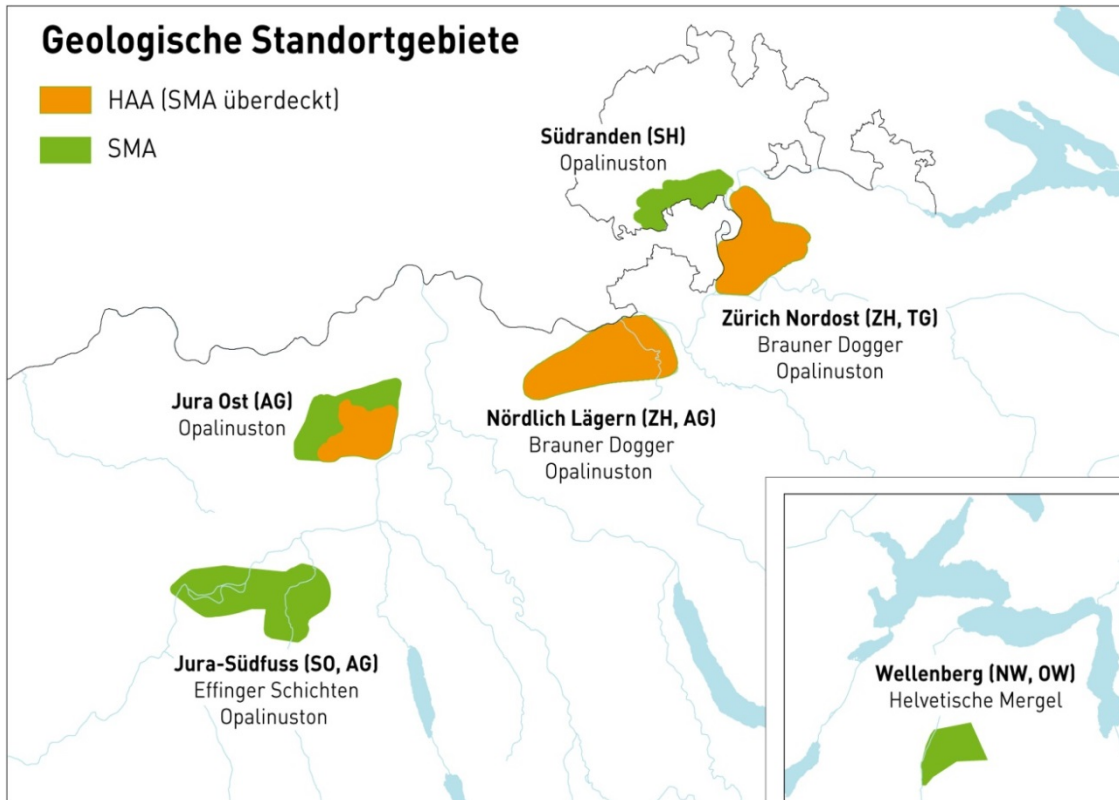 Geologische Standortgebiete
HAA (SMA überdeckt)
SMA
Südranden (SH)
Opalinuston
Zürich Nordost (ZH, TG)
Brauner Dogger
Opalinuston
Jura Ost (AG)
Opalinuston
Nördlich Lägern (ZH, AG)
Brauner Dogger
Opalinuston
Jura-Südfuss (SO, AG)
Effinger Schichten
Opalinuston
Wellenberg (NW, OW)
Helvetische Mergel